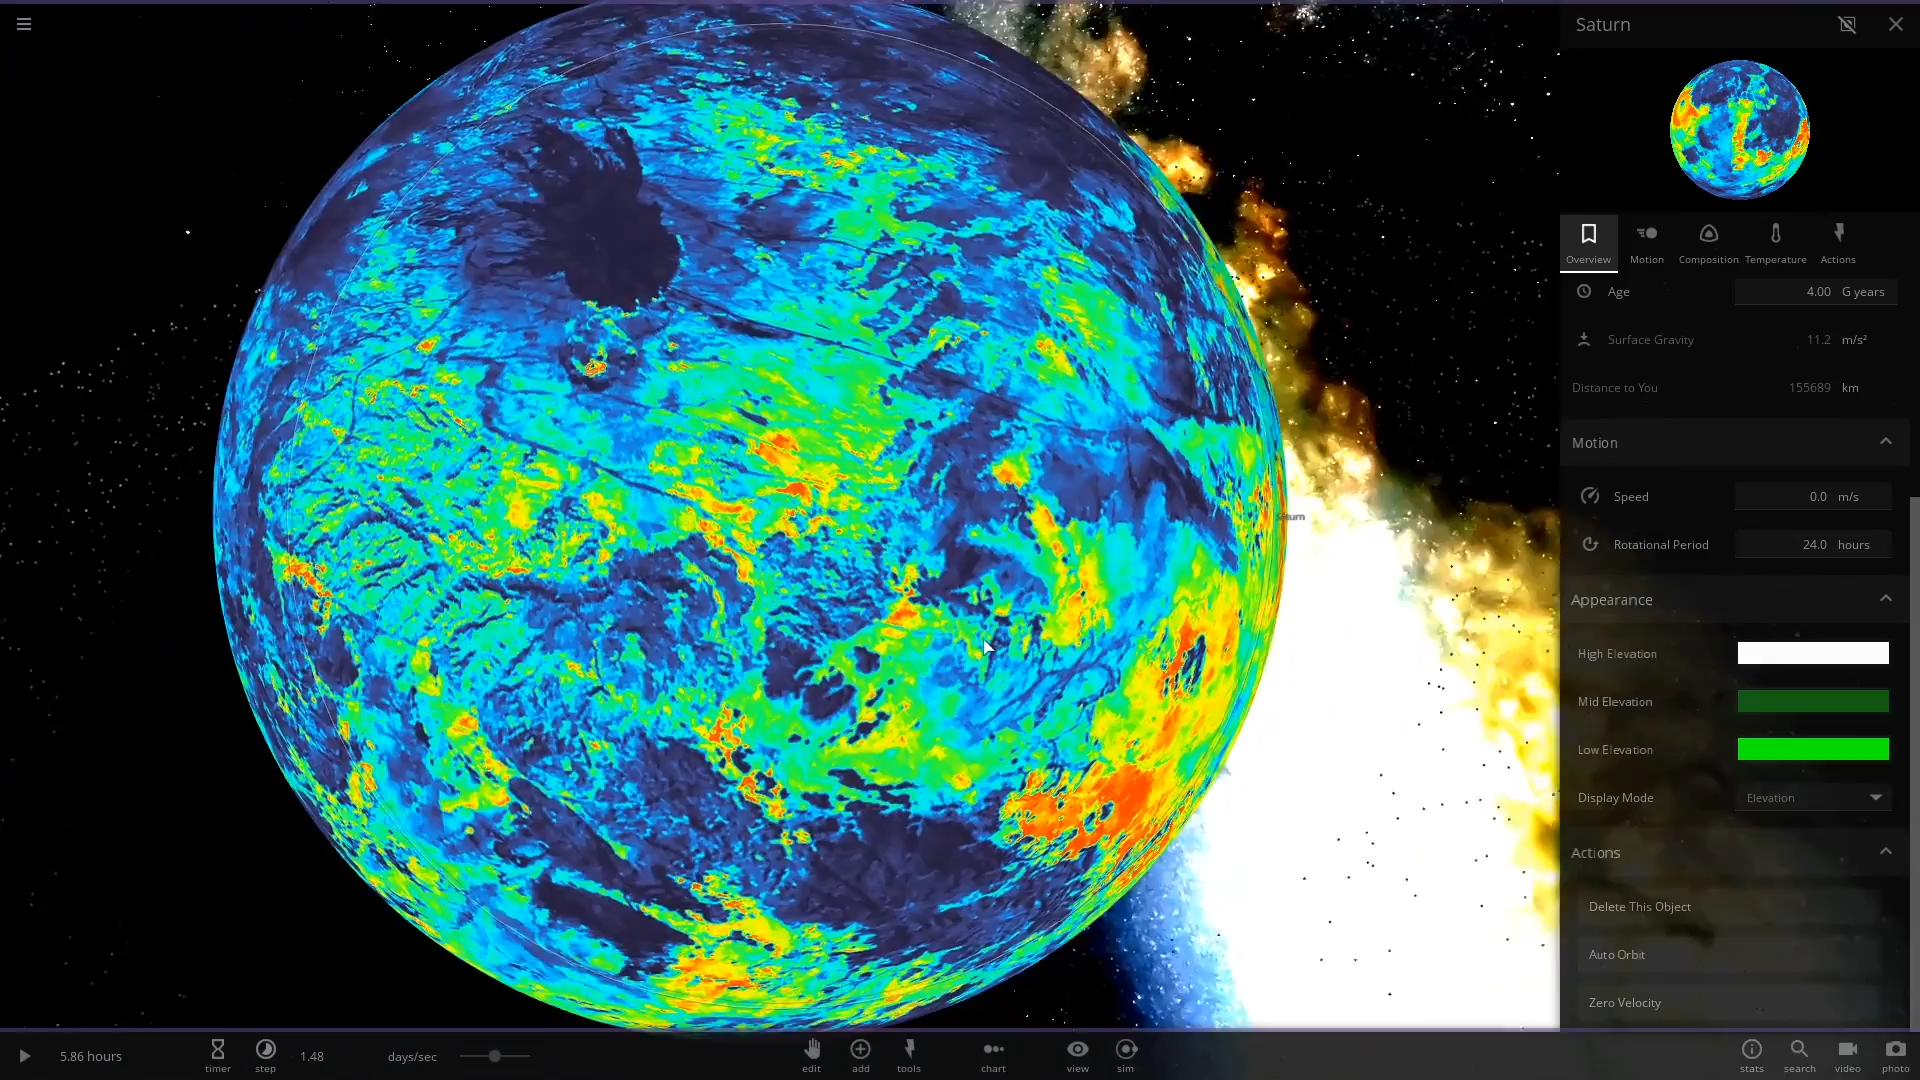 Saturn
Overview
Motion
Composition
Temperature
Actions
Age 4.00 G years
Surface Gravity 11.2 m/s²
Distance to You 155689 km
Motion
Speed 0.0 m/s
Saturn
Rotational Period 24.0 hours
Appearance
High Elevation
Mid Elevation
Low Elevation
Display Mode Elevation
Actions
Delete This Object
Auto Orbit
Zero Velocity
5.86 hours
timer
step
1.48 days/sec
edit
add
tools
chart
view
sim
stats
search
video
photo